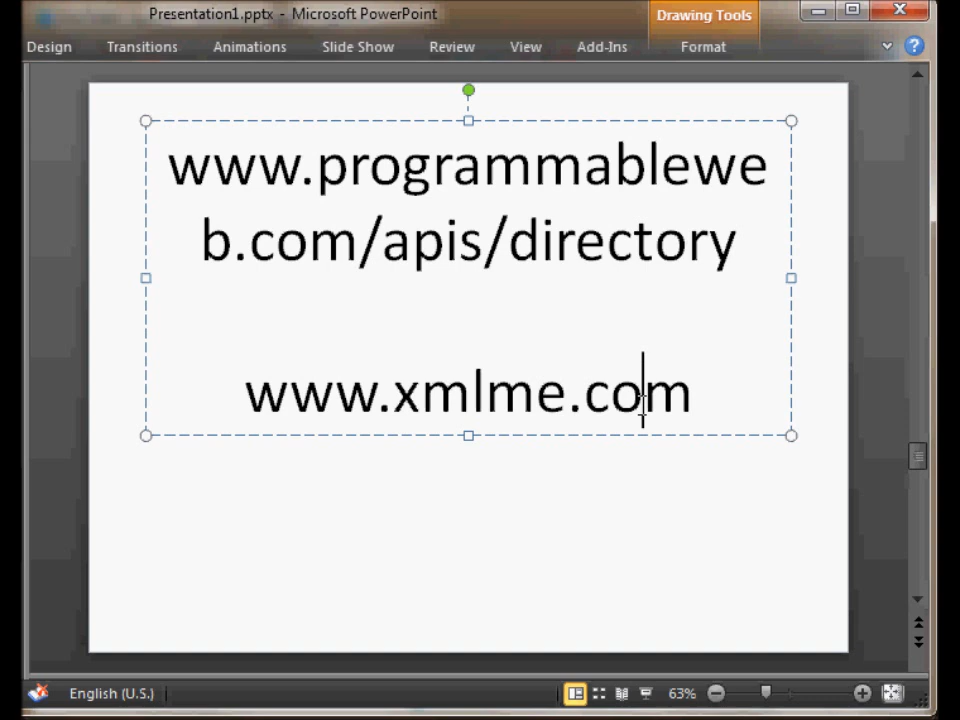 Presentation1.pptx - Microsoft PowerPoint
Drawing Tools
Design Transitions Animations Slide Show Review View Add-Ins Format
www.programmablewe
b.com/apis/directory
www.xmlme.com
English (U.S.) 63%